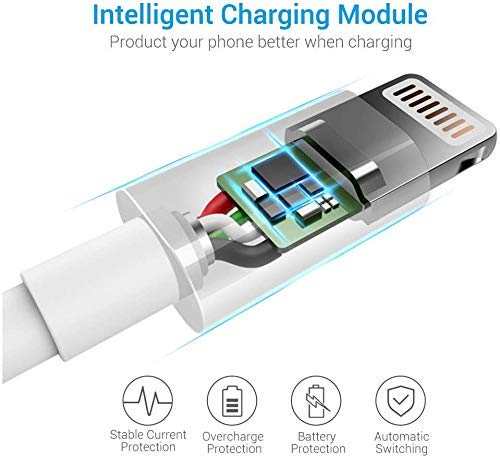 Intelligent Charging Module
Product your phone better when charging
Stable Current
Protection
Overcharge
Protection
Battery
Protection
Automatic
Switching